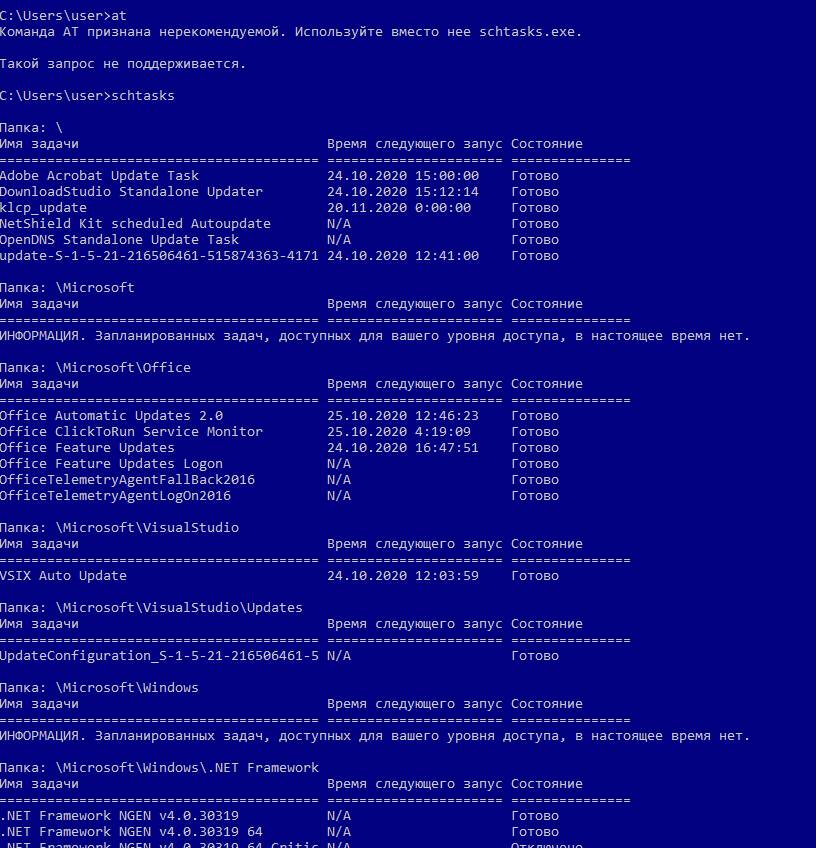 C:\Users\user>at
Команда AT признана нерекомендуемой. Используйте вместо нее schtasks.exe.
Такой запрос не поддерживается.
C:\Users\user>schtasks
Папка: \
Имя задачи                              Время следующего запус Состояние
======================================== ====================== ===============
Adobe Acrobat Update Task                24.10.2020 15:00:00    Готово
DownloadStudio Standalone Updater        24.10.2020 15:12:14    Готово
klcp_update                              20.11.2020 0:00:00     Готово
NetShield Kit scheduled Autoupdate       N/A                    Готово
OpenDNS Standalone Update Task           N/A                    Готово
update-S-1-5-21-216506461-515874363-4171 24.10.2020 12:41:00    Готово
Папка: \Microsoft
Имя задачи                              Время следующего запус Состояние
======================================== ====================== ===============
ИНФОРМАЦИЯ. Запланированных задач, доступных для вашего уровня доступа, в настоящее время нет.
Папка: \Microsoft\Office
Имя задачи                              Время следующего запус Состояние
======================================== ====================== ===============
Office Automatic Updates 2.0             25.10.2020 12:46:23    Готово
Office ClickToRun Service Monitor        25.10.2020 4:19:09     Готово
Office Feature Updates                   24.10.2020 16:47:51    Готово
Office Feature Updates Logon             N/A                    Готово
OfficeTelemetryAgentFallBack2016         N/A                    Готово
OfficeTelemetryAgentLogOn2016            N/A                    Готово
Папка: \Microsoft\VisualStudio
Имя задачи                              Время следующего запус Состояние
======================================== ====================== ===============
VSIX Auto Update                         24.10.2020 12:03:59    Готово
Папка: \Microsoft\VisualStudio\Updates
Имя задачи                              Время следующего запус Состояние
======================================== ====================== ===============
UpdateConfiguration_S-1-5-21-216506461-5 N/A                    Готово
Папка: \Microsoft\Windows
Имя задачи                              Время следующего запус Состояние
======================================== ====================== ===============
ИНФОРМАЦИЯ. Запланированных задач, доступных для вашего уровня доступа, в настоящее время нет.
Папка: \Microsoft\Windows\.NET Framework
Имя задачи                              Время следующего запус Состояние
======================================== ====================== ===============
.NET Framework NGEN v4.0.30319           N/A                    Готово
.NET Framework NGEN v4.0.30319 64        N/A                    Готово
.NET Framework NGEN v4.0.30319 64 Critic N/A                    Отключено